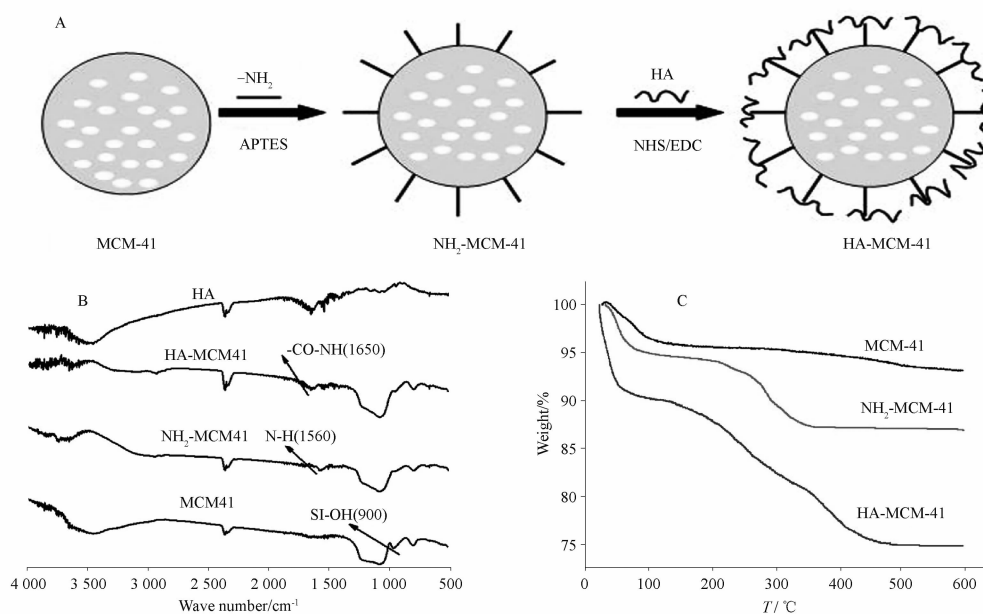 A
–NH₂
APTES
HA
NHS/EDC
MCM-41
NH₂-MCM-41
HA-MCM-41
B
HA
HA-MCM41
-CO-NH(1650)
NH₂-MCM41
N-H(1560)
MCM41
SI-OH(900)
4 000 3 500 3 000 2 500 2 000 1 500 1 000 500
Wave number/cm⁻¹
C
100
95
90
85
80
75
Weight/%
MCM-41
NH₂-MCM-41
HA-MCM-41
0 100 200 300 400 500 600
T / ℃